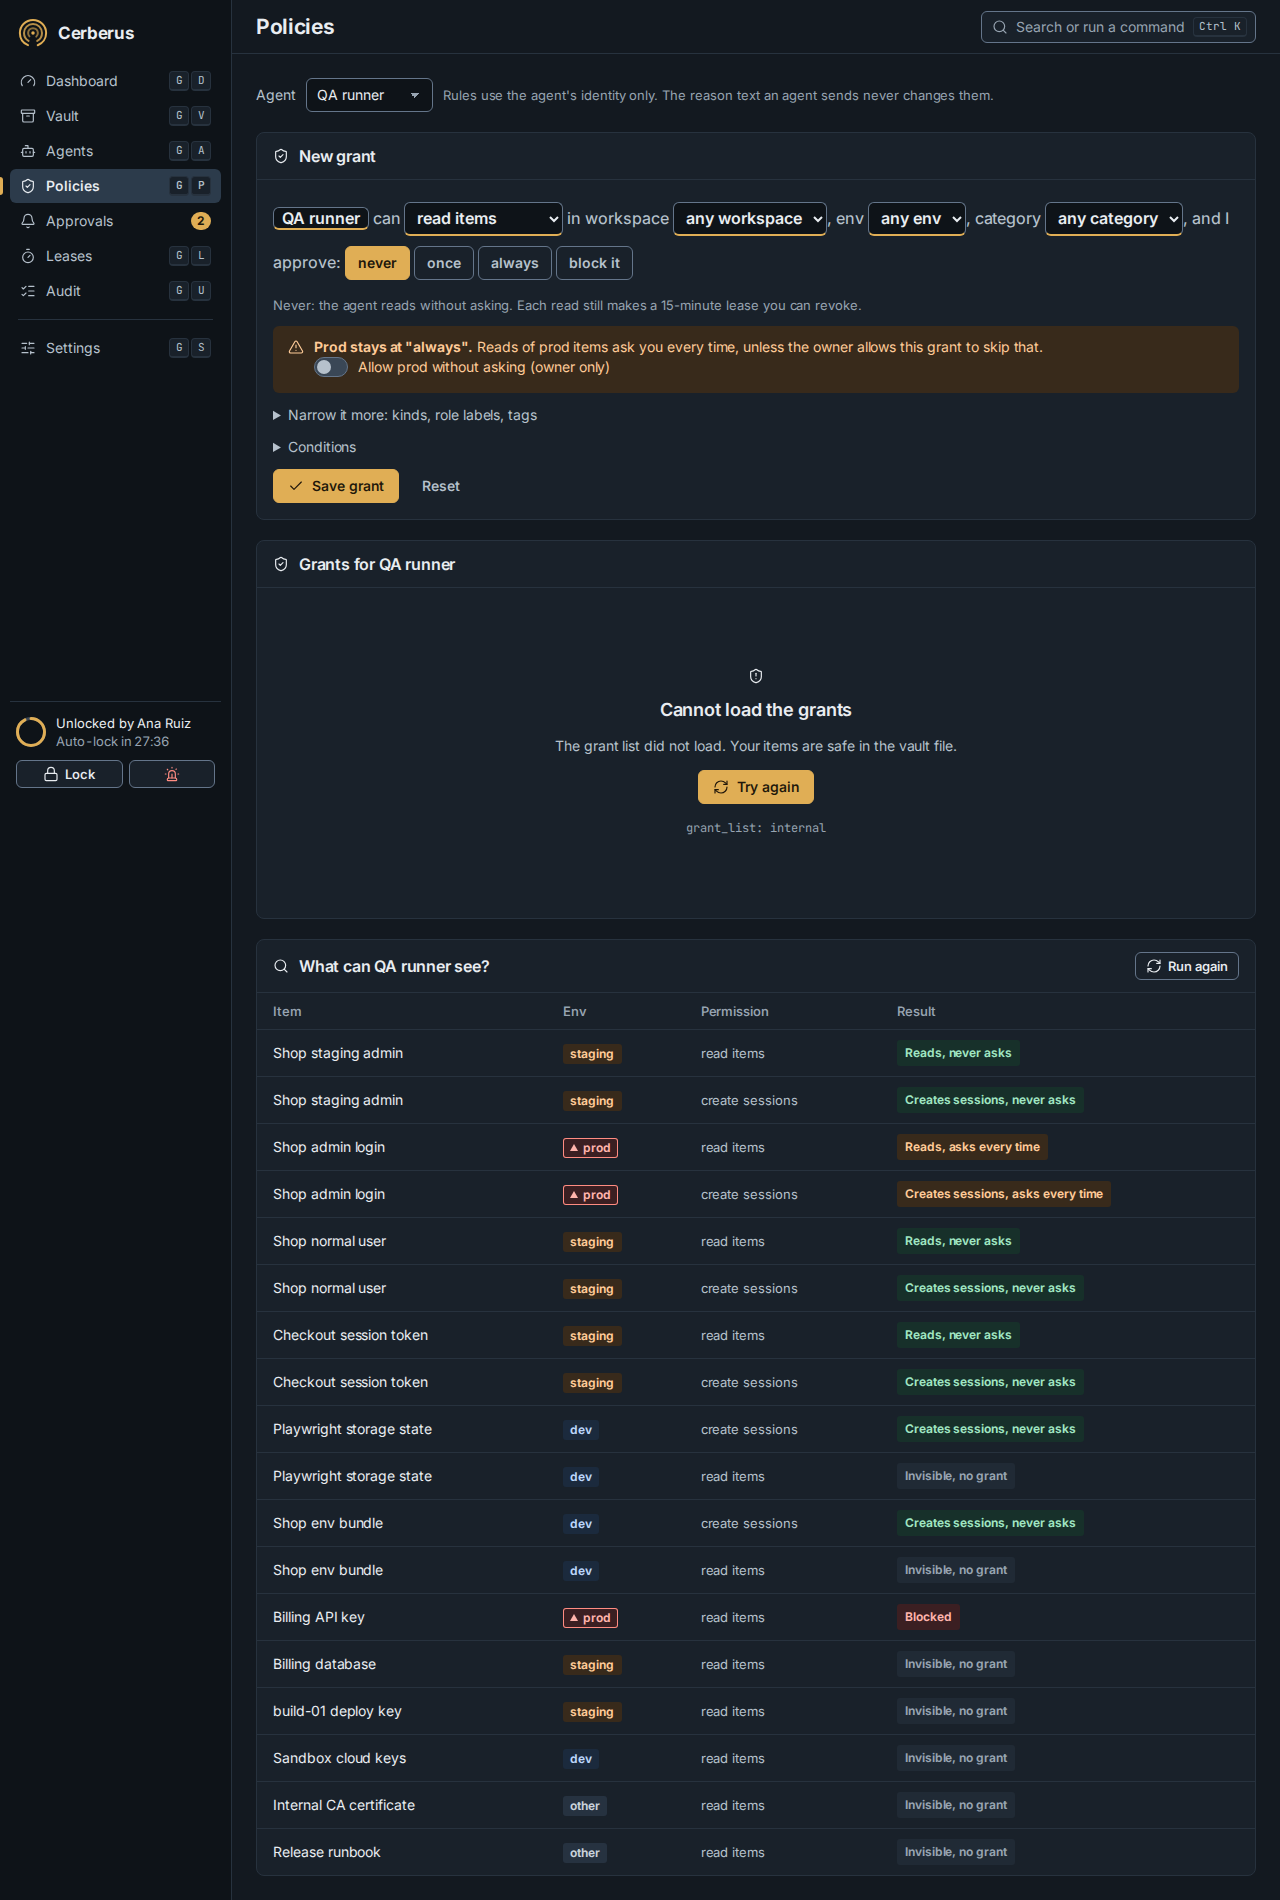 Cerberus
Dashboard G D
Vault G V
Agents G A
Policies G P
Approvals 2
Leases G L
Audit G U
Settings G S
Unlocked by Ana Ruiz
Auto-lock in 27:36
Lock
Policies
Search or run a command Ctrl K
Agent QA runner Rules use the agent's identity only. The reason text an agent sends never changes them.
New grant
QA runner can read items in workspace any workspace, env any env, category any category, and I
approve: never once always block it
Never: the agent reads without asking. Each read still makes a 15-minute lease you can revoke.
Prod stays at "always". Reads of prod items ask you every time, unless the owner allows this grant to skip that.
Allow prod without asking (owner only)
Narrow it more: kinds, role labels, tags
Conditions
Save grant Reset
Grants for QA runner
Cannot load the grants
The grant list did not load. Your items are safe in the vault file.
Try again
grant_list: internal
What can QA runner see? Run again
Item Env Permission Result
Shop staging admin staging read items Reads, never asks
Shop staging admin staging create sessions Creates sessions, never asks
Shop admin login prod read items Reads, asks every time
Shop admin login prod create sessions Creates sessions, asks every time
Shop normal user staging read items Reads, never asks
Shop normal user staging create sessions Creates sessions, never asks
Checkout session token staging read items Reads, never asks
Checkout session token staging create sessions Creates sessions, never asks
Playwright storage state dev create sessions Creates sessions, never asks
Playwright storage state dev read items Invisible, no grant
Shop env bundle dev create sessions Creates sessions, never asks
Shop env bundle dev read items Invisible, no grant
Billing API key prod read items Blocked
Billing database staging read items Invisible, no grant
build-01 deploy key staging read items Invisible, no grant
Sandbox cloud keys dev read items Invisible, no grant
Internal CA certificate other read items Invisible, no grant
Release runbook other read items Invisible, no grant